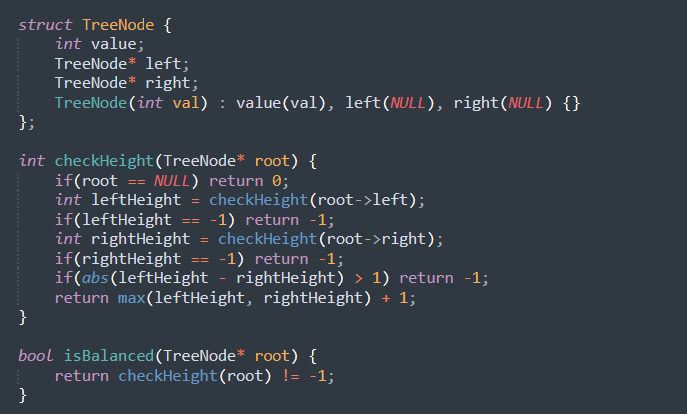 struct TreeNode {
    int value;
    TreeNode* left;
    TreeNode* right;
    TreeNode(int val) : value(val), left(NULL), right(NULL) {}
};

int checkHeight(TreeNode* root) {
    if(root == NULL) return 0;
    int leftHeight = checkHeight(root->left);
    if(leftHeight == -1) return -1;
    int rightHeight = checkHeight(root->right);
    if(rightHeight == -1) return -1;
    if(abs(leftHeight - rightHeight) > 1) return -1;
    return max(leftHeight, rightHeight) + 1;
}

bool isBalanced(TreeNode* root) {
    return checkHeight(root) != -1;
}